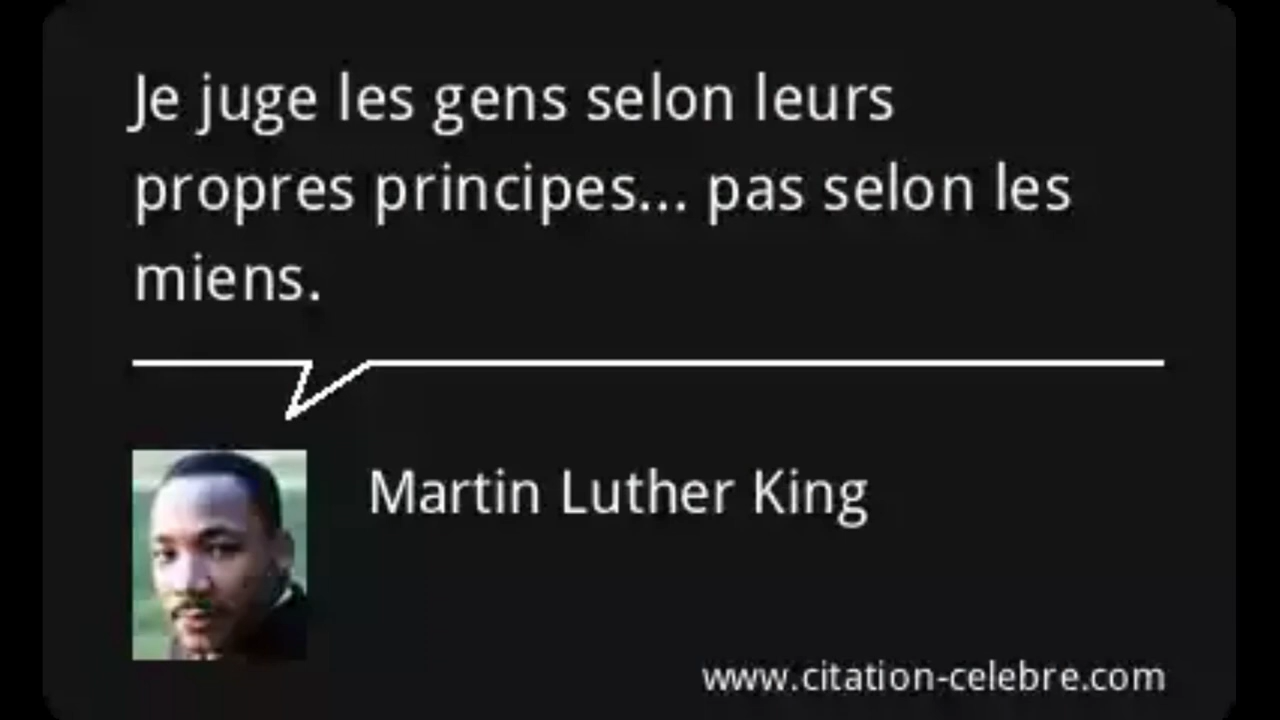 Je juge les gens selon leurs
propres principes... pas selon les
miens.
Martin Luther King
www.citation-celebre.com